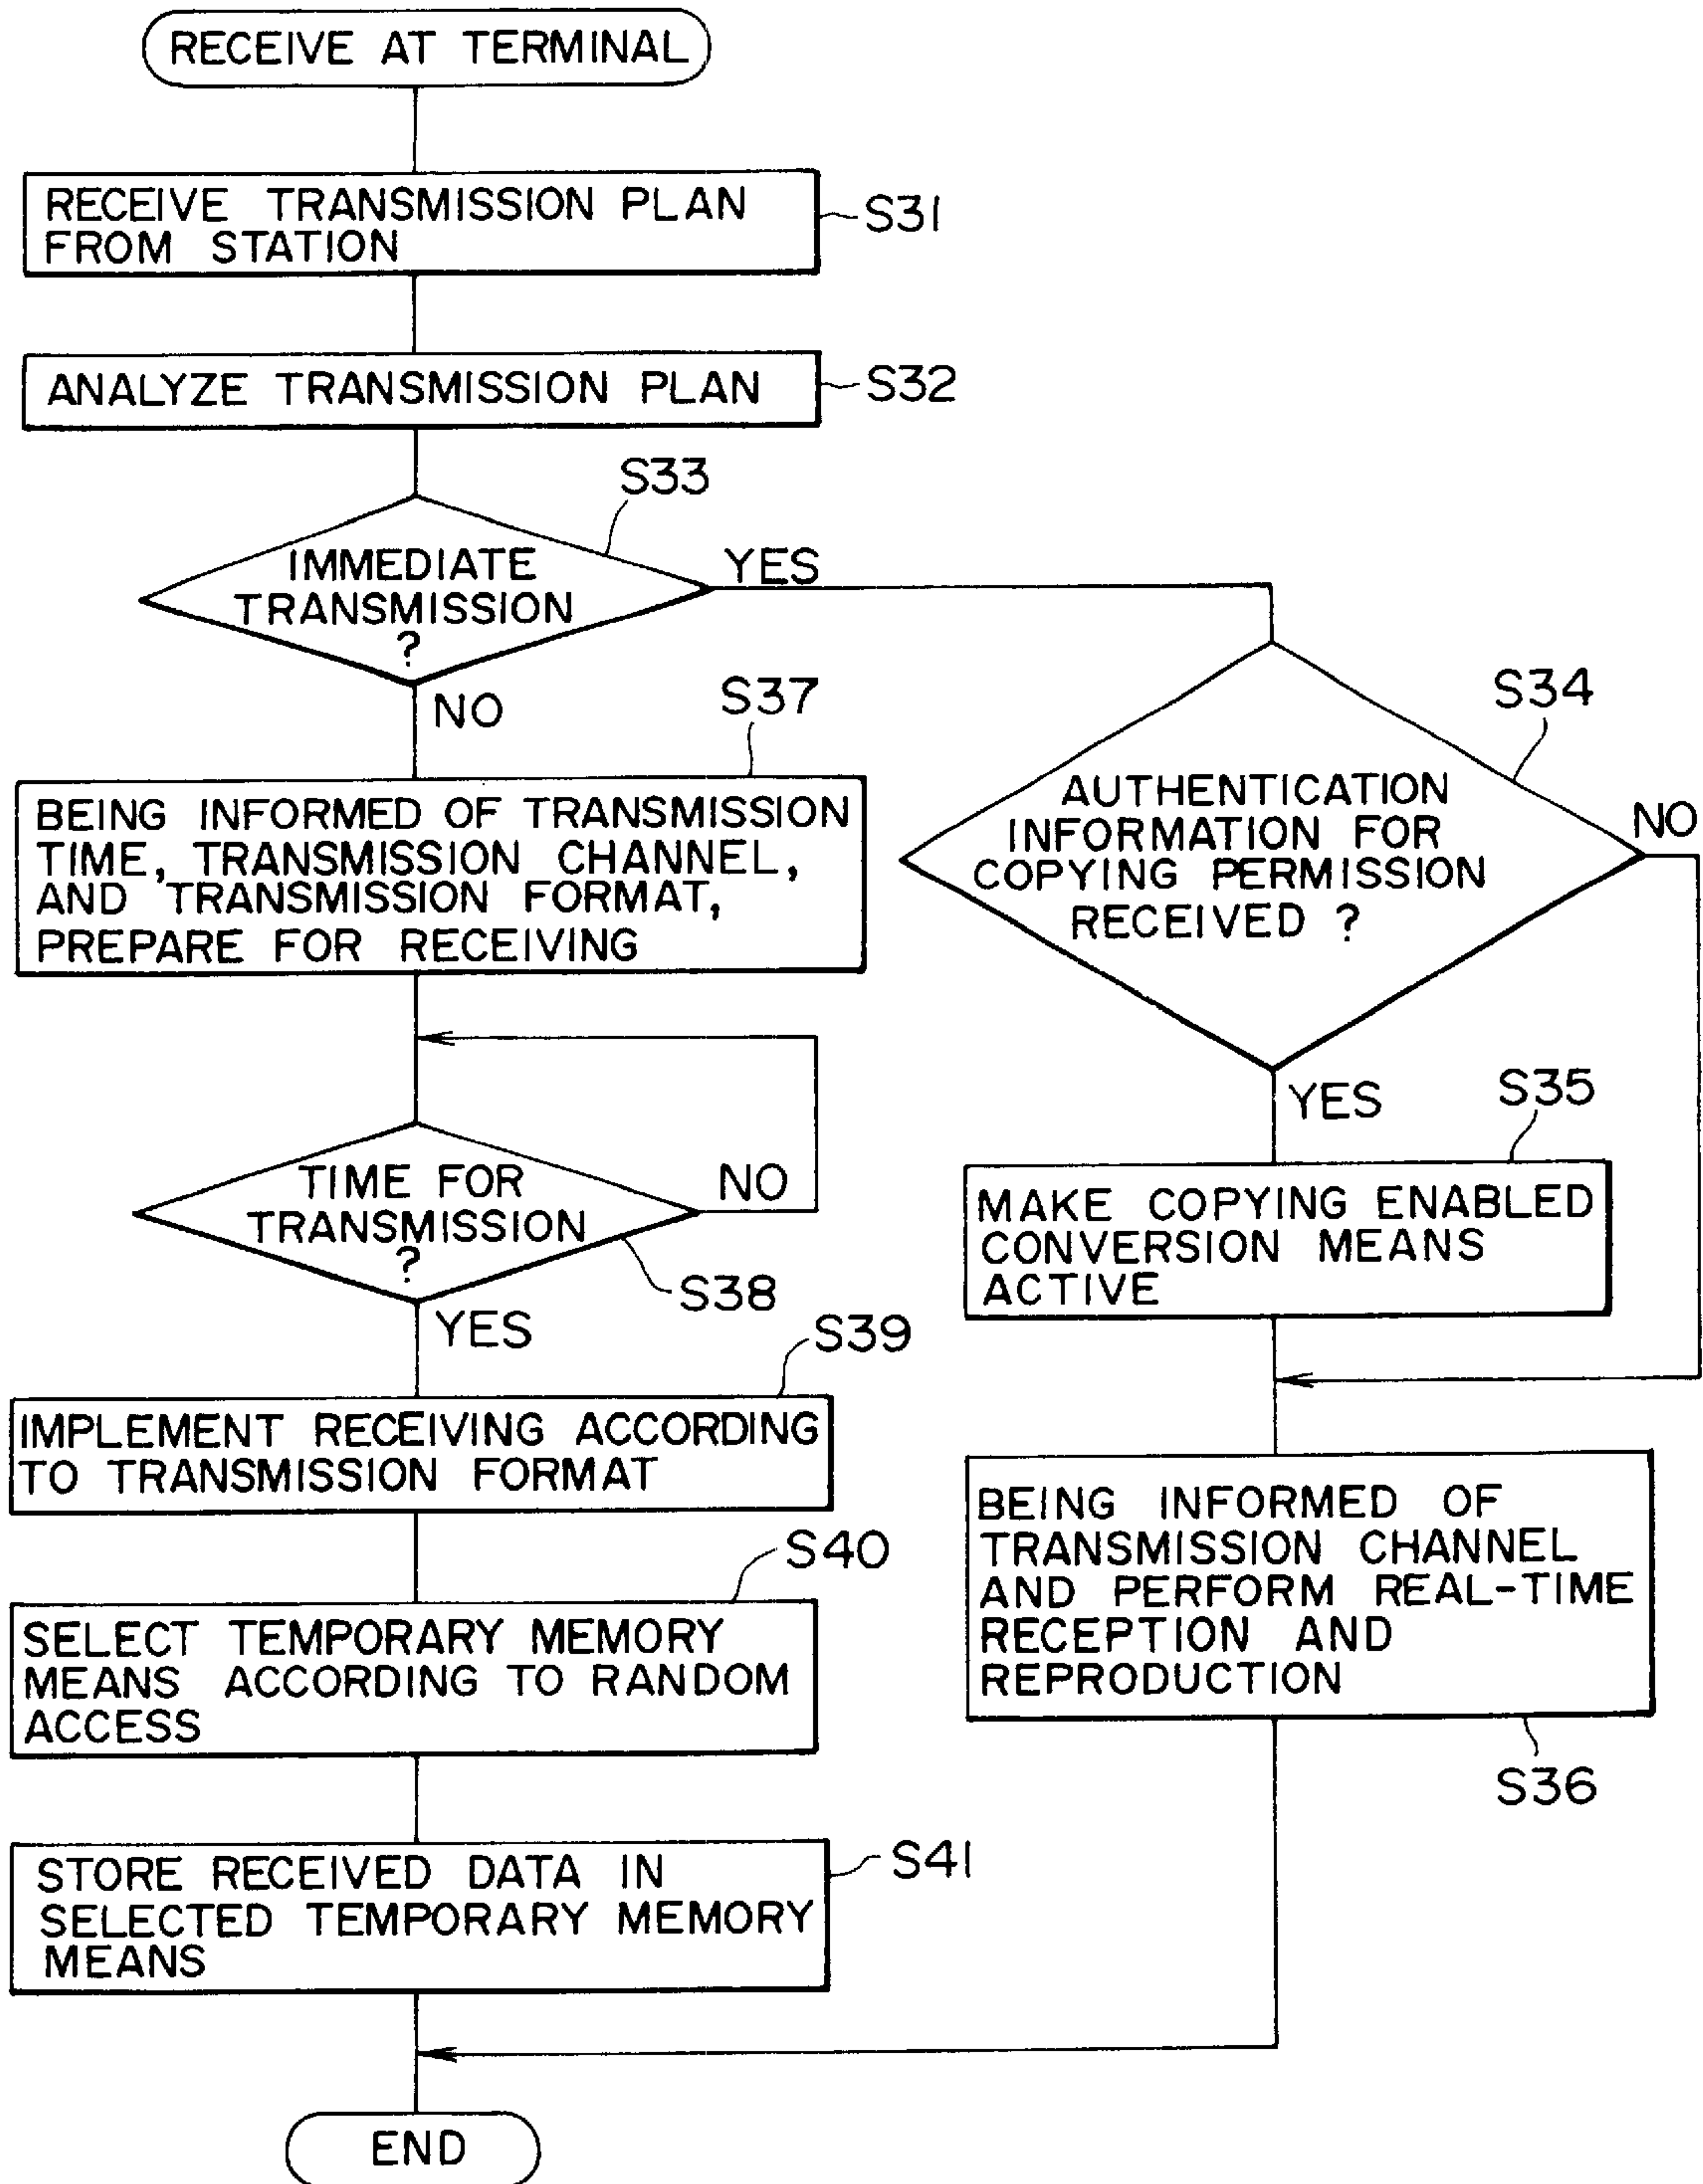 RECEIVE AT TERMINAL
RECEIVE TRANSMISSION PLAN
FROM STATION
S31
ANALYZE TRANSMISSION PLAN
S32
S33
IMMEDIATE
TRANSMISSION
?
YES
NO
S37
BEING INFORMED OF TRANSMISSION
TIME, TRANSMISSION CHANNEL,
AND TRANSMISSION FORMAT,
PREPARE FOR RECEIVING
S34
AUTHENTICATION
INFORMATION FOR
COPYING PERMISSION
RECEIVED ?
NO
YES
S35
MAKE COPYING ENABLED
CONVERSION MEANS
ACTIVE
TIME FOR
TRANSMISSION
?
NO
S38
YES
S39
IMPLEMENT RECEIVING ACCORDING
TO TRANSMISSION FORMAT
BEING INFORMED OF
TRANSMISSION CHANNEL
AND PERFORM REAL-TIME
RECEPTION AND
REPRODUCTION
S36
S40
SELECT TEMPORARY MEMORY
MEANS ACCORDING TO RANDOM
ACCESS
STORE RECEIVED DATA IN
SELECTED TEMPORARY MEMORY
MEANS
S41
END